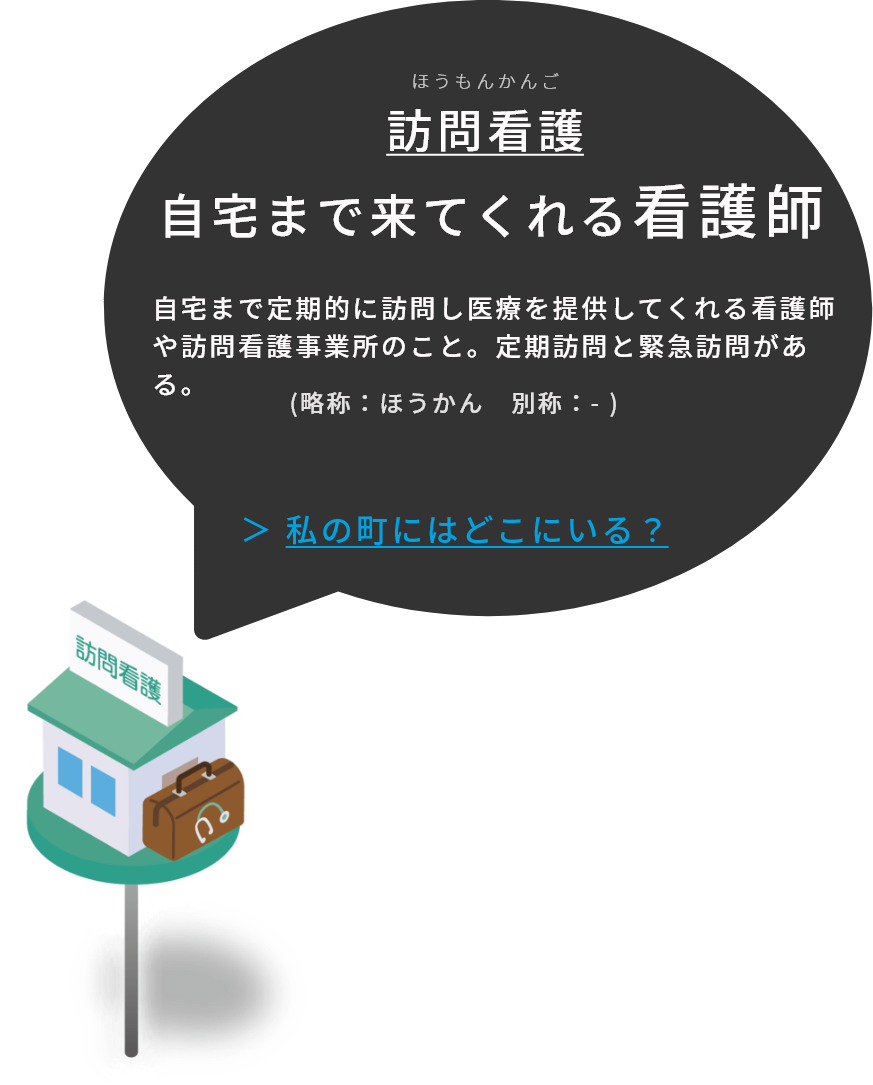 ほうもんかんご
訪問看護
自宅まで来てくれる看護師
自宅まで定期的に訪問し医療を提供してくれる看護師
や訪問看護事業所のこと。定期訪問と緊急訪問があ
る。
(略称：ほうかん　別称：- )
＞ 私の町にはどこにいる？
訪問看護